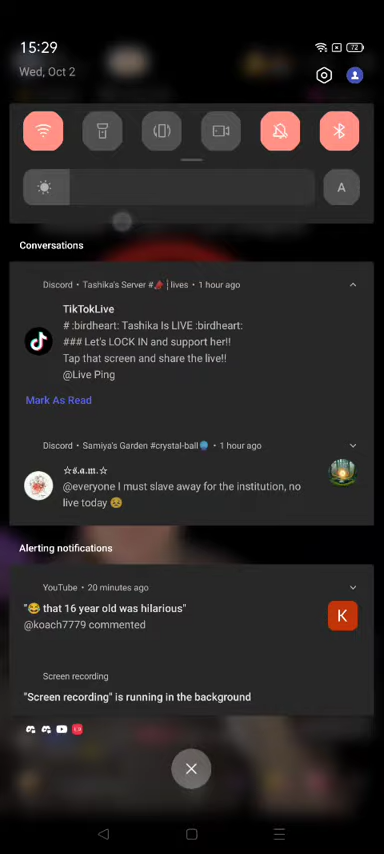 15:29
72
Wed, Oct 2
A
Conversations
Discord • Tashika's Server #📣┊lives • 1 hour ago
TikTokLive
# :birdheart: Tashika Is LIVE :birdheart:
### Let's LOCK IN and support her!!
Tap that screen and share the live!!
@Live Ping
Mark As Read
Discord • Samiya's Garden #crystal-ball🔮 • 1 hour ago
☆𝖘.𝖆.𝖒.☆
@everyone I must slave away for the institution, no
live today 🥺
Alerting notifications
YouTube • 20 minutes ago
"😂 that 16 year old was hilarious"
@koach7779 commented
K
Screen recording
"Screen recording" is running in the background